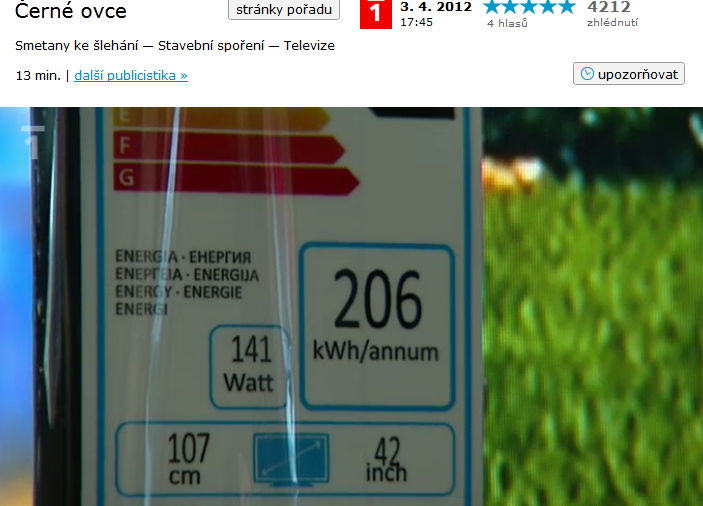 Černé ovce
stránky pořadu
1
3. 4. 2012
17:45
4 hlasů
4212
zhlédnutí
Smetany ke šlehání — Stavební spoření — Televize
13 min. | další publicistika »
upozorňovat
1
E
F
G
ENERGIA · ЕНЕРГИЯ
ΕΝΕΡΓΕΙΑ · ENERGIJA
ENERGY · ENERGIE
ENERGI
206
kWh/annum
141
Watt
107
cm
42
inch